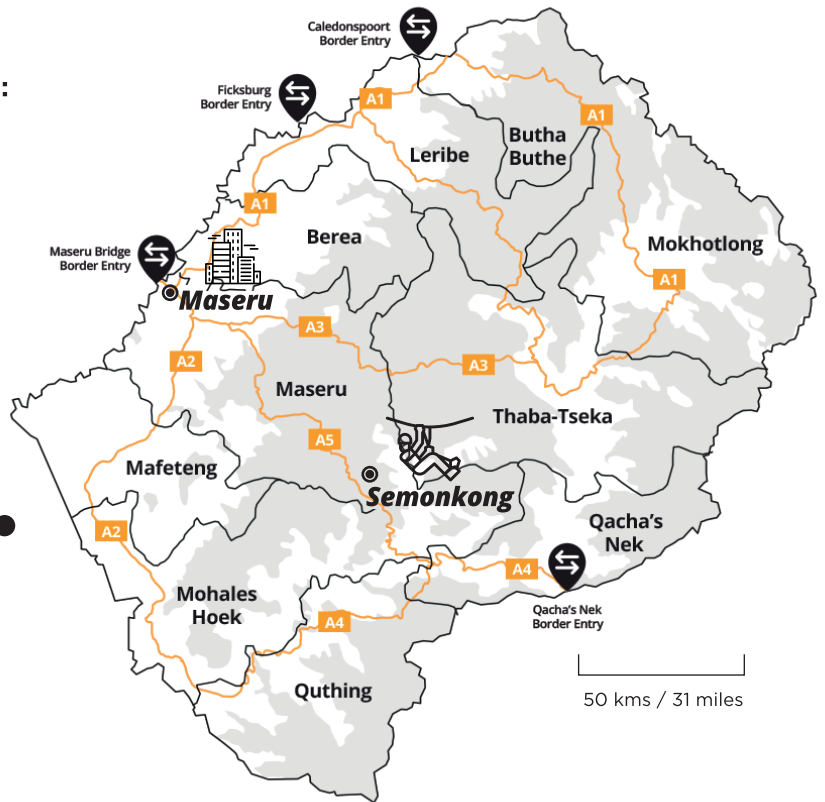 Caledonspoort
Border Entry
:
Ficksburg
Border Entry
A1
A1
Butha
Buthe
Leribe
A1
Berea
Mokhotlong
Maseru Bridge
Border Entry
A1
Maseru
A3
A2
A3
Maseru
Thaba-Tseka
A5
Mafeteng
Semonkong
Qacha’s
Nek
A2
A4
Mohales
Hoek
Qacha’s Nek
Border Entry
A4
Quthing
50 kms / 31 miles